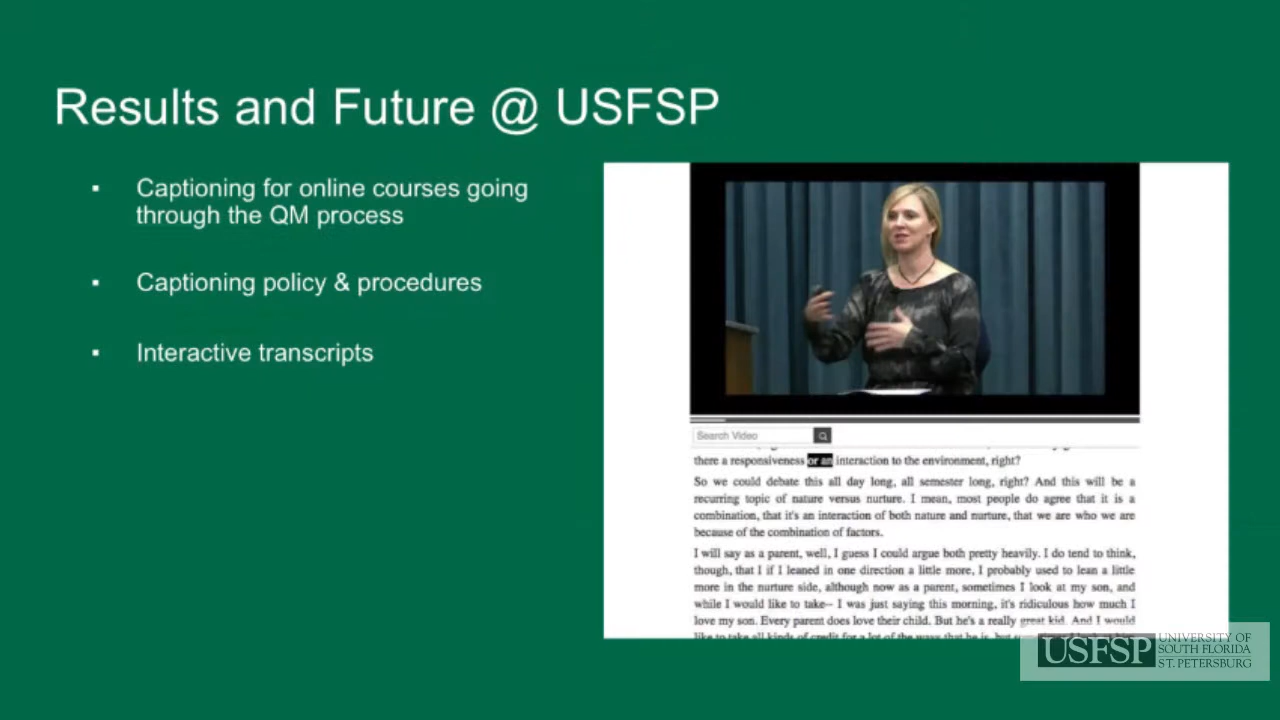 Results and Future @ USFSP
▪ Captioning for online courses going
through the QM process
▪ Captioning policy & procedures
▪ Interactive transcripts
Search Video
there a responsiveness or an interaction to the environment, right?
So we could debate this all day long, all semester long, right? And this will be a
recurring topic of nature versus nurture. I mean, most people do agree that it is a
combination, that it's an interaction of both nature and nurture, that we are who we are
because of the combination of factors.
I will say as a parent, well, I guess I could argue both pretty heavily. I do tend to think,
though, that I if I leaned in one direction a little more, I probably used to lean a little
more in the nurture side, although now as a parent, sometimes I look at my son, and
while I would like to take-- I was just saying this morning, it's ridiculous how much I
love my son. Every parent does love their child. But he's a really great kid. And I would
like to take all kinds of credit for a lot of the ways that he is, but
USFSP
UNIVERSITY OF
SOUTH FLORIDA
ST. PETERSBURG